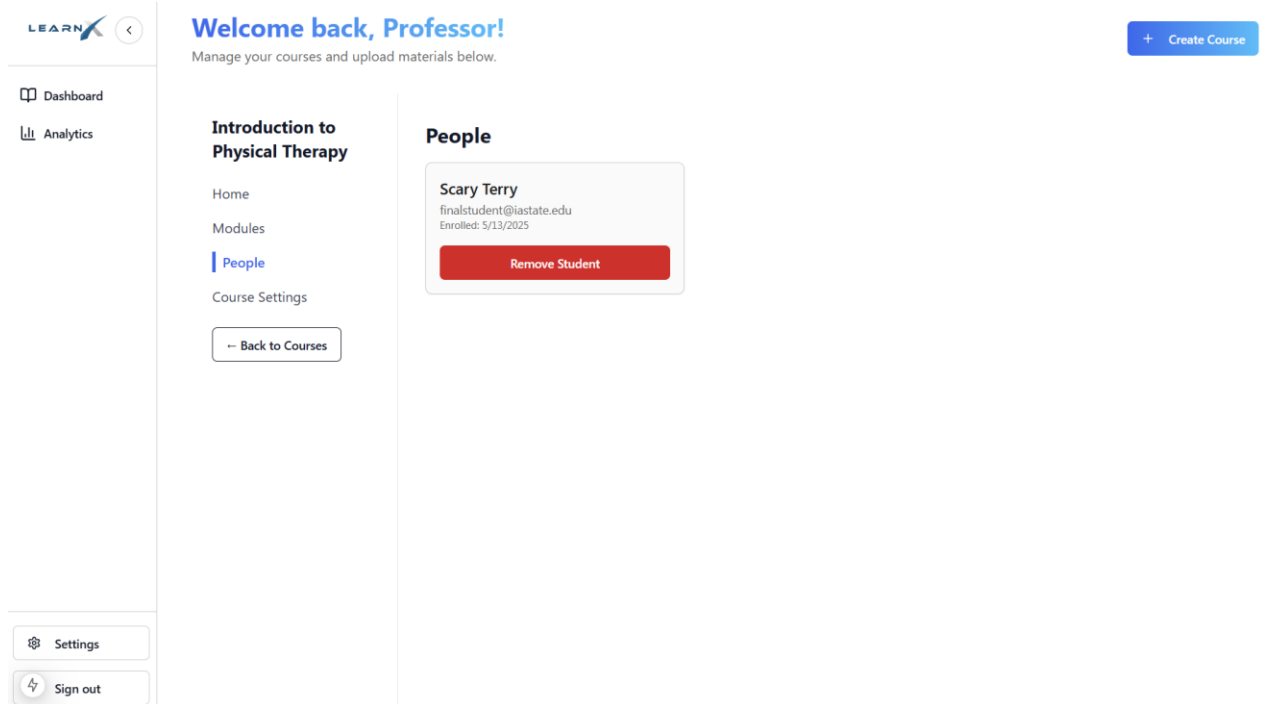 LEARNX
Dashboard
Analytics
Settings
Sign out
Welcome back, Professor!
Manage your courses and upload materials below.
+ Create Course
Introduction to
Physical Therapy
Home
Modules
People
Course Settings
← Back to Courses
People
Scary Terry
finalstudent@iastate.edu
Enrolled: 5/13/2025
Remove Student